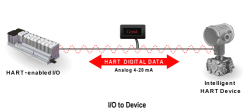 HART DIGITAL DATA
Analog 4-20 mA
HART-enabled I/O
Intelligent
HART Device
I/O to Device